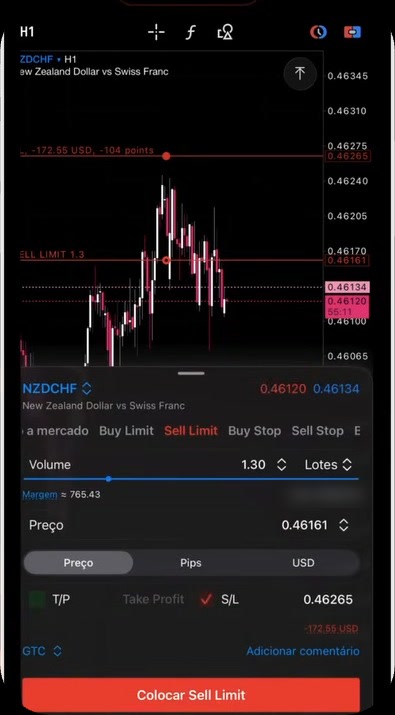 H1
ZDCHF • H1
ew Zealand Dollar vs Swiss Franc
0.46345
0.46310
0.46275
L, -172.55 USD, -104 points
0.46265
0.46240
0.46205
0.46170
ELL LIMIT 1.3
0.46161
0.46134
0.46120
55:11
0.46100
0.46065
NZDCHF 0.46120 0.46134
New Zealand Dollar vs Swiss Franc
o a mercado Buy Limit Sell Limit Buy Stop Sell Stop
Volume 1.30 Lotes
Margem ≈ 765.43
Preço 0.46161
Preço Pips USD
T/P Take Profit S/L 0.46265
-172.55 USD
GTC Adicionar comentário
Colocar Sell Limit